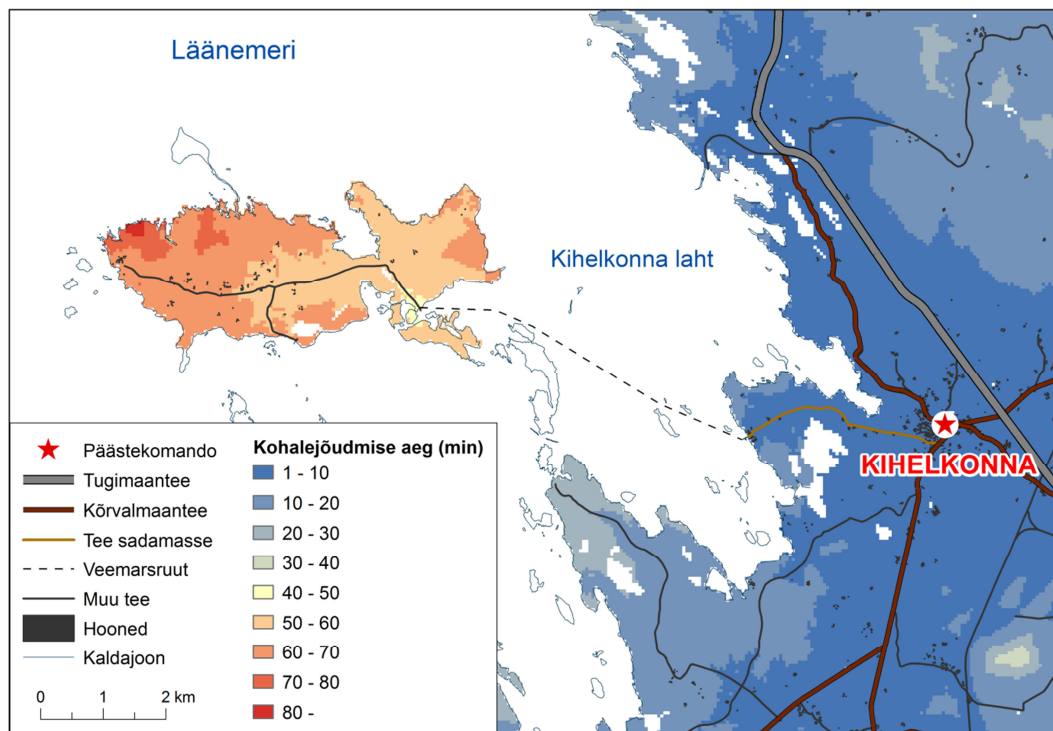 Läänemeri
Kihelkonna laht
KIHELKONNA
Päästekomando
Tugimaantee
Kõrvalmaantee
Tee sadamasse
Veemarsruut
Muu tee
Hooned
Kaldajoon
0 1 2 km
Kohalejõudmise aeg (min)
1 - 10
10 - 20
20 - 30
30 - 40
40 - 50
50 - 60
60 - 70
70 - 80
80 -